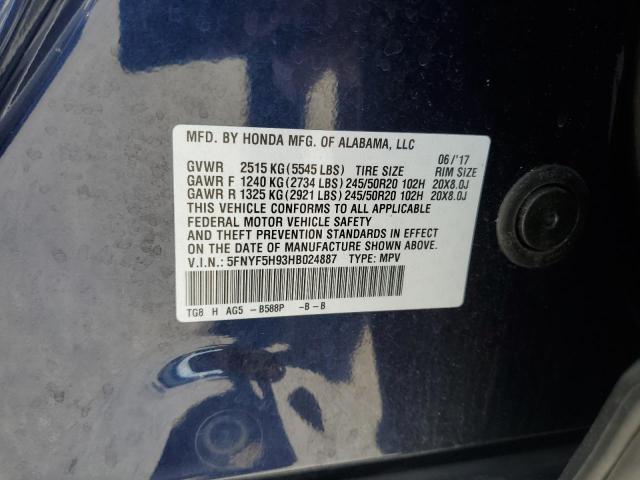 MFD. BY HONDA MFG. OF ALABAMA, LLC 06/'17
GVWR 2515 KG (5545 LBS) TIRE SIZE RIM SIZE
GAWR F 1240 KG (2734 LBS) 245/50R20 102H 20X8.0J
GAWR R 1325 KG (2921 LBS) 245/50R20 102H 20X8.0J
THIS VEHICLE CONFORMS TO ALL APPLICABLE
FEDERAL MOTOR VEHICLE SAFETY
AND THEFT PREVENTION STANDARDS IN EFFECT
ON THE DATE OF MANUFACTURE SHOWN ABOVE.
V.I.N.: 5FNYF5H93HB024887 TYPE: MPV
TG8 H AG5 -B588P -B-B